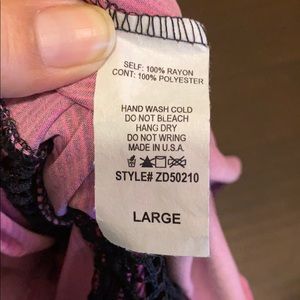 SELF: 100% RAYON
CONT: 100% POLYESTER
HAND WASH COLD
DO NOT BLEACH
HANG DRY
DO NOT WRING
MADE IN U.S.A.
STYLE# ZD50210
LARGE